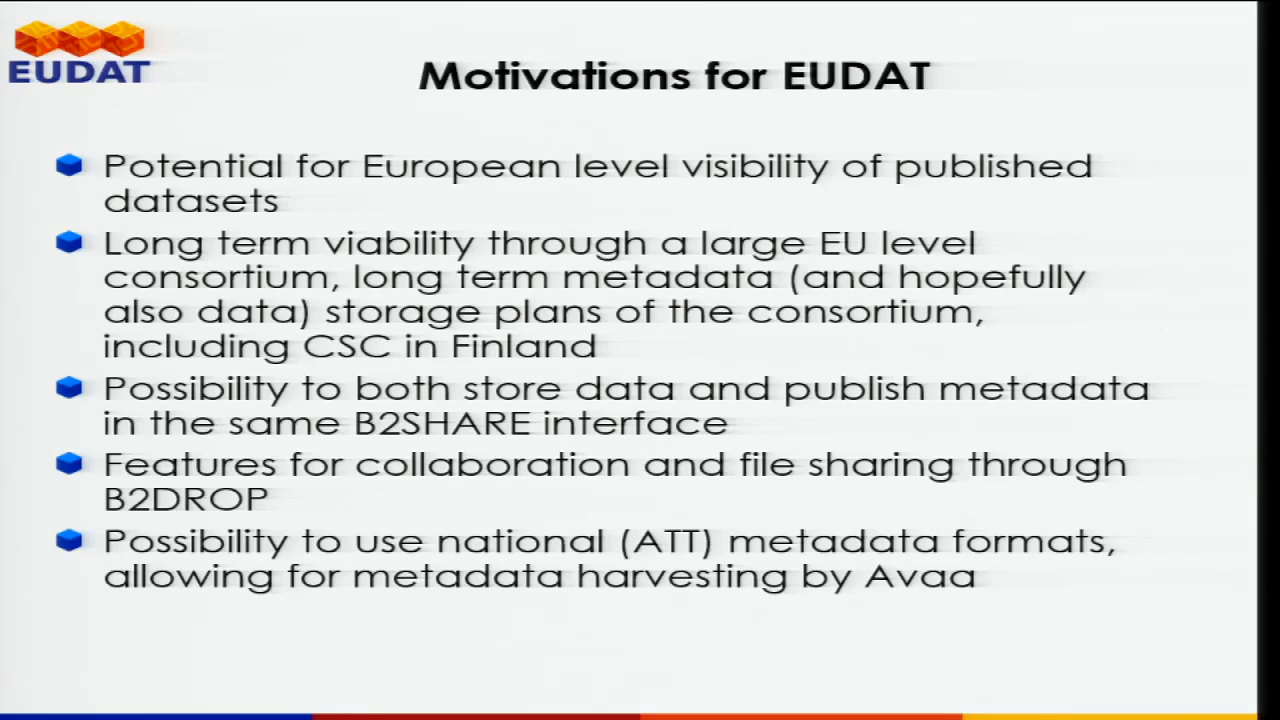 EUDAT
Motivations for EUDAT
Potential for European level visibility of published
datasets
Long term viability through a large EU level
consortium, long term metadata (and hopefully
also data) storage plans of the consortium,
including CSC in Finland
Possibility to both store data and publish metadata
in the same B2SHARE interface
Features for collaboration and file sharing through
B2DROP
Possibility to use national (ATT) metadata formats,
allowing for metadata harvesting by Avaa